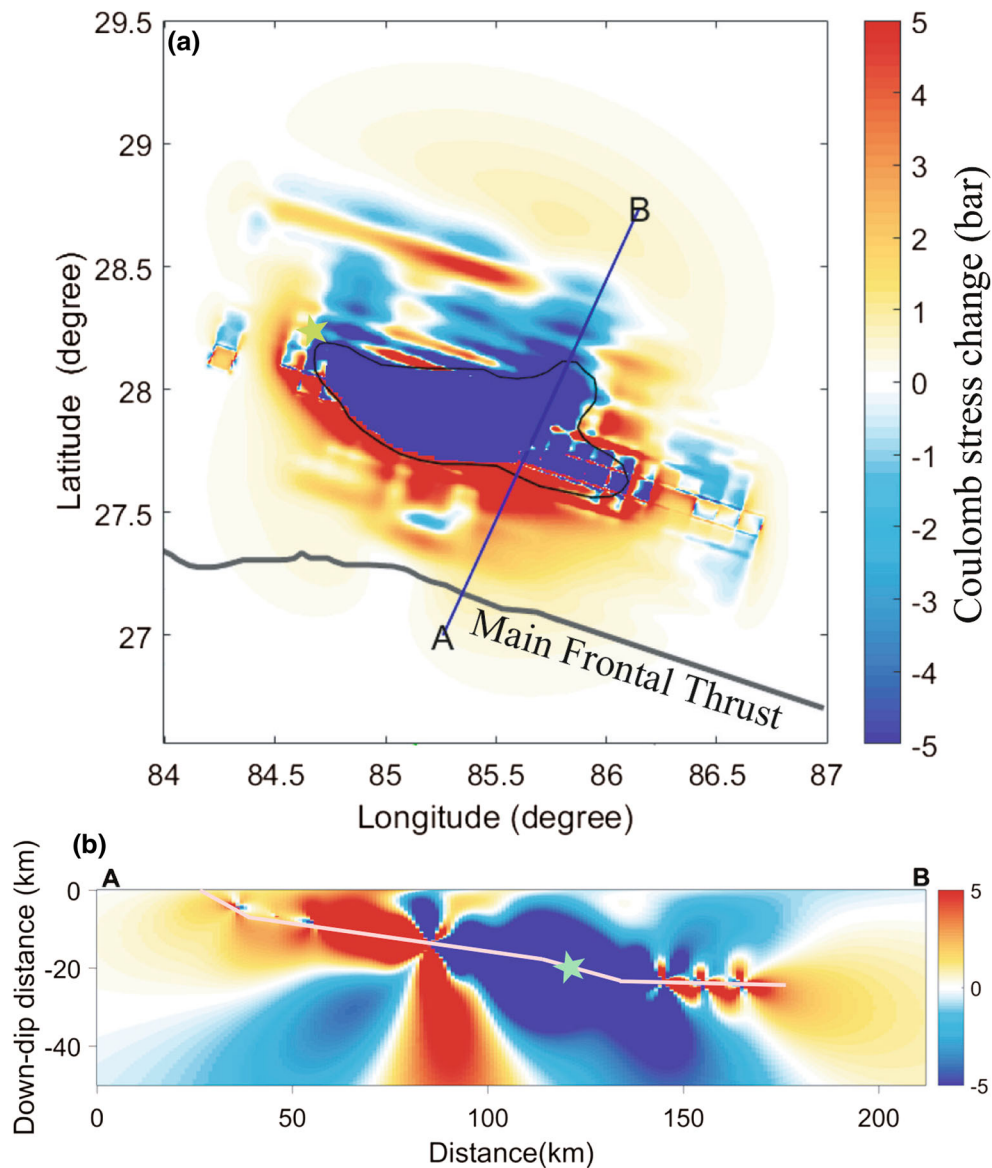 (a)
29.5
29
28.5
28
27.5
27
84
84.5
85
85.5
86
86.5
87
Latitude (degree)
Longitude (degree)
B
A
Main Frontal Thrust
5
4
3
2
1
0
-1
-2
-3
-4
-5
Coulomb stress change (bar)
(b)
A
B
0
-20
-40
Down-dip distance (km)
0
50
100
150
200
Distance(km)
5
0
-5